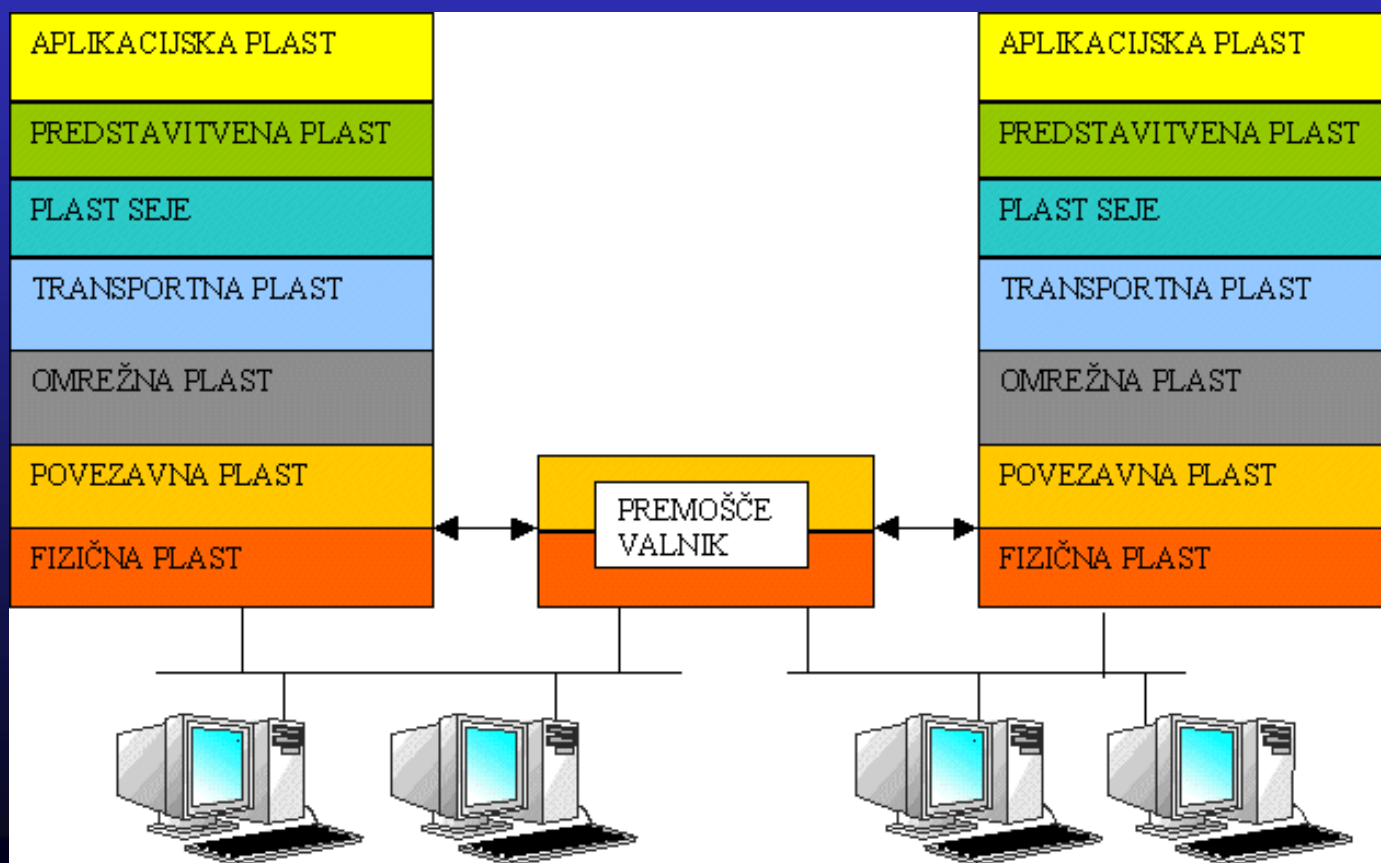 APLIKACIJSKA PLAST
PREDSTAVITVENA PLAST
PLAST SEJE
TRANSPORTNA PLAST
OMREŽNA PLAST
POVEZAVNA PLAST
FIZIČNA PLAST
PREMOŠČE
VALNIK
APLIKACIJSKA PLAST
PREDSTAVITVENA PLAST
PLAST SEJE
TRANSPORTNA PLAST
OMREŽNA PLAST
POVEZAVNA PLAST
FIZIČNA PLAST